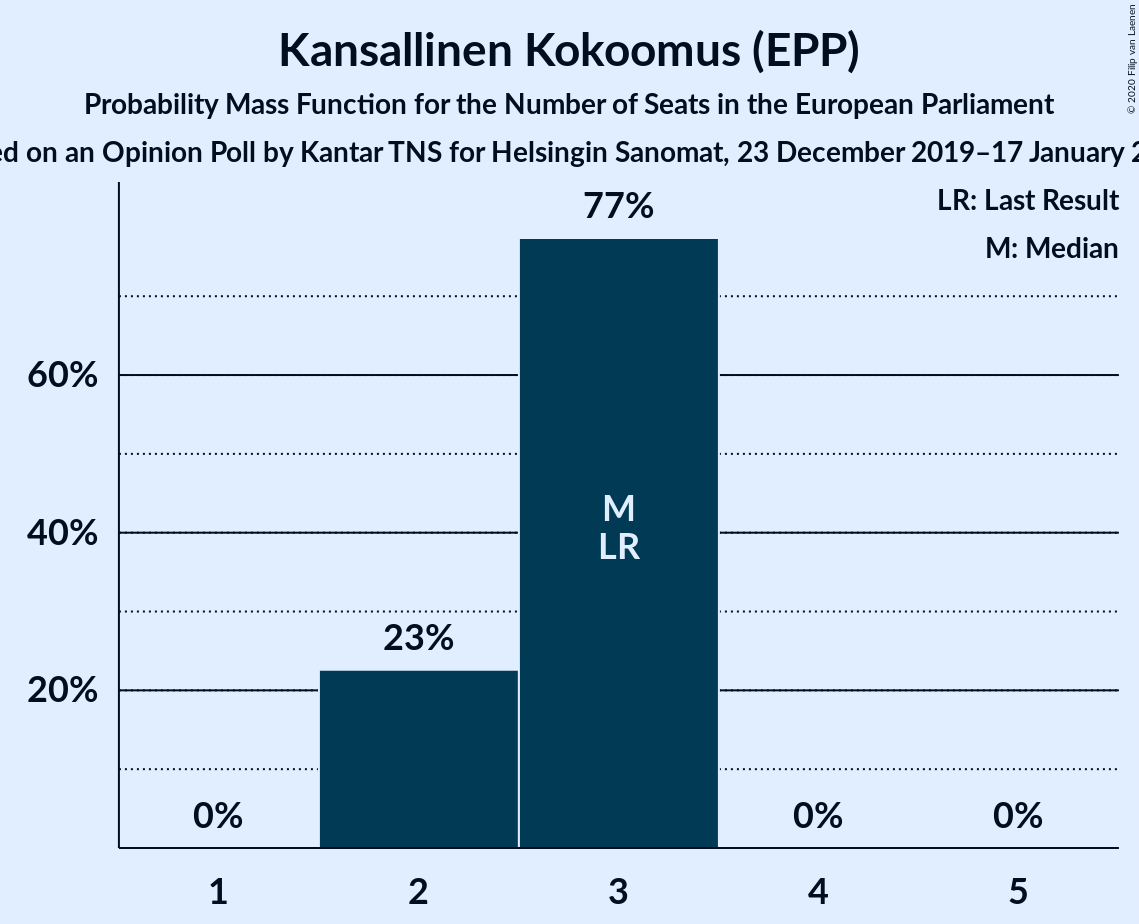 Kansallinen Kokoomus (EPP)
Probability Mass Function for the Number of Seats in the European Parliament
on an Opinion Poll by Kantar TNS for Helsingin Sanomat, 23 December 2019–17 January
© 2020 Filip van Laenen
LR: Last Result
M: Median
77%
60%
M
40%
LR
23%
20%
0%
0%
0%
1
2
3
4
5